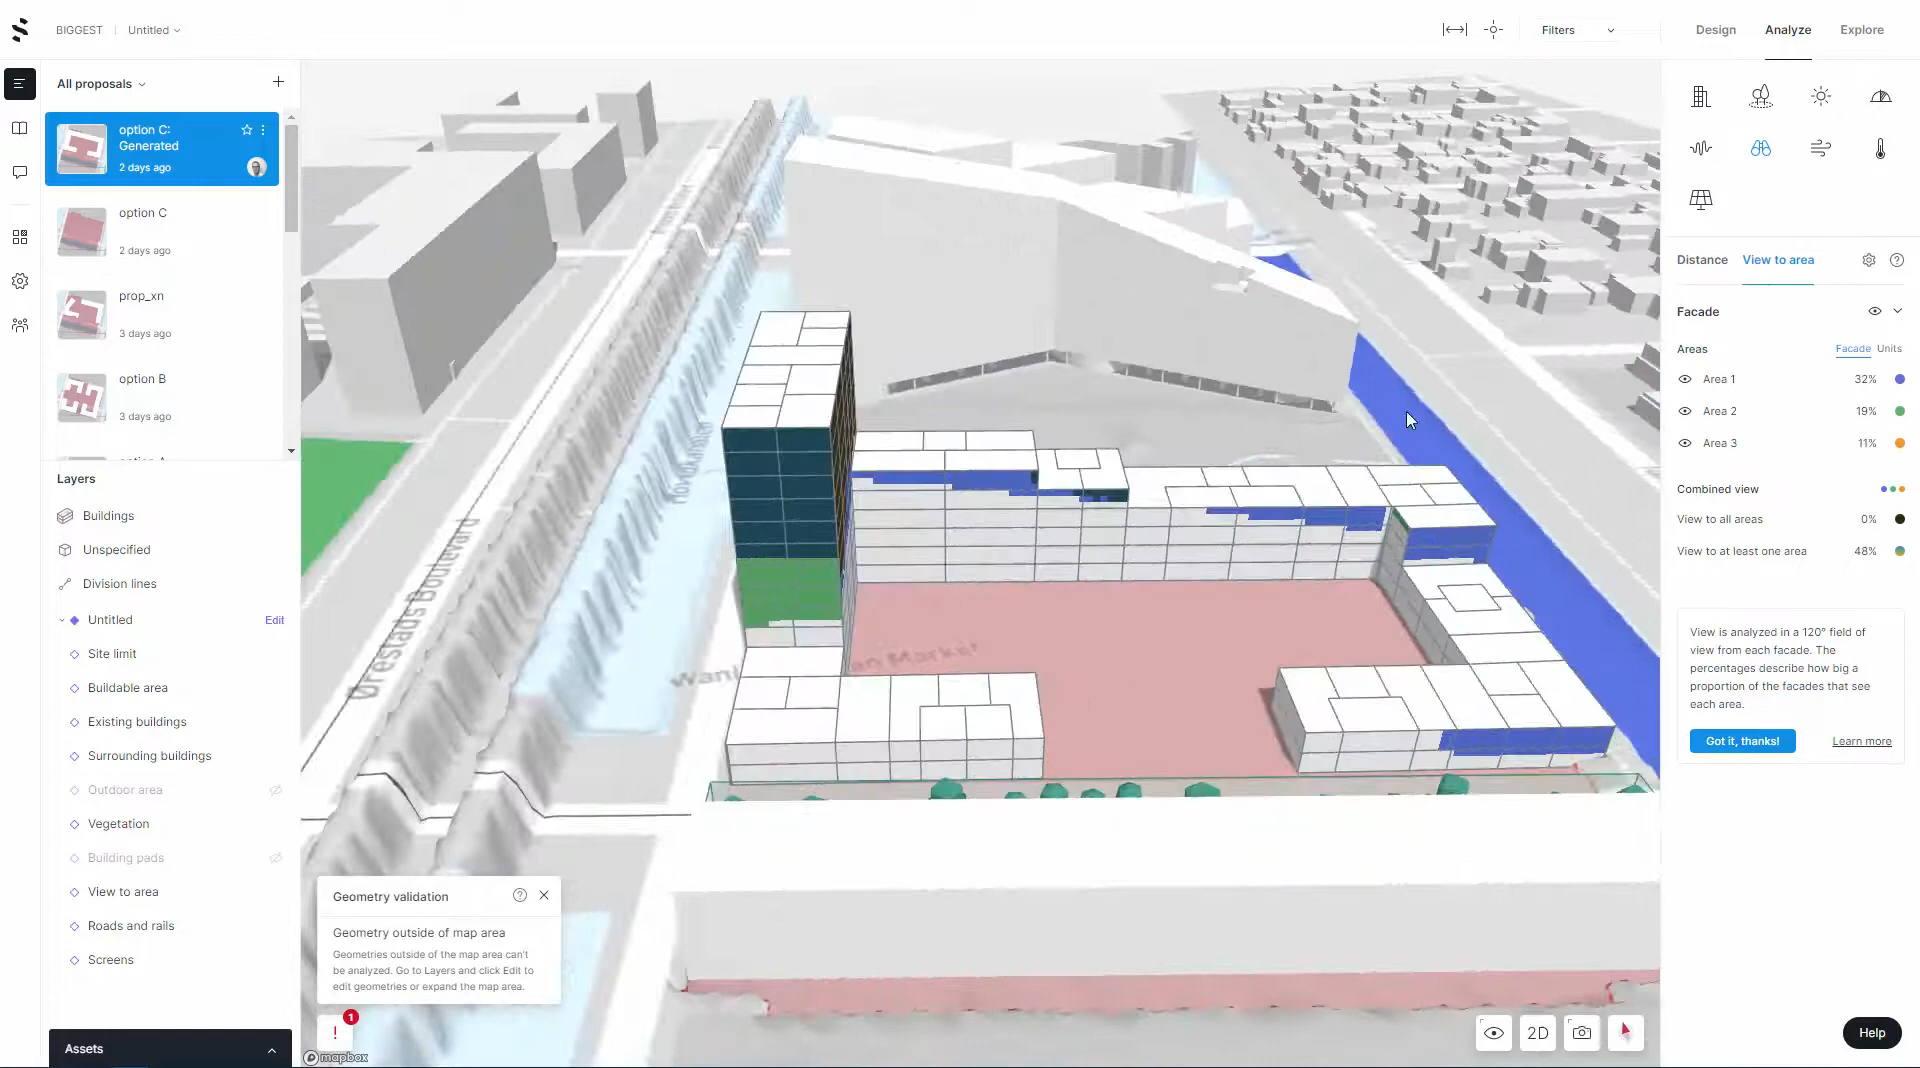 BIGGEST
Untitled
Filters
Design
Analyze
Explore
All proposals
option C:
Generated
2 days ago
option C
2 days ago
prop_xn
3 days ago
option B
3 days ago
Layers
Buildings
Unspecified
Division lines
Untitled
Edit
Site limit
Buildable area
Existing buildings
Surrounding buildings
Outdoor area
Vegetation
Building pads
View to area
Roads and rails
Screens
Assets
Ørestads Boulevard
Geometry validation
Geometry outside of map area
Geometries outside of the map area can't
be analyzed. Go to Layers and click Edit to
edit geometries or expand the map area.
1
mapbox
2D
Distance
View to area
Facade
Areas
Facade
Units
Area 1
32%
Area 2
19%
Area 3
11%
Combined view
View to all areas
0%
View to at least one area
48%
View is analyzed in a 120° field of
view from each facade. The
percentages describe how big a
proportion of the facades that see
each area.
Got it, thanks!
Learn more
Help